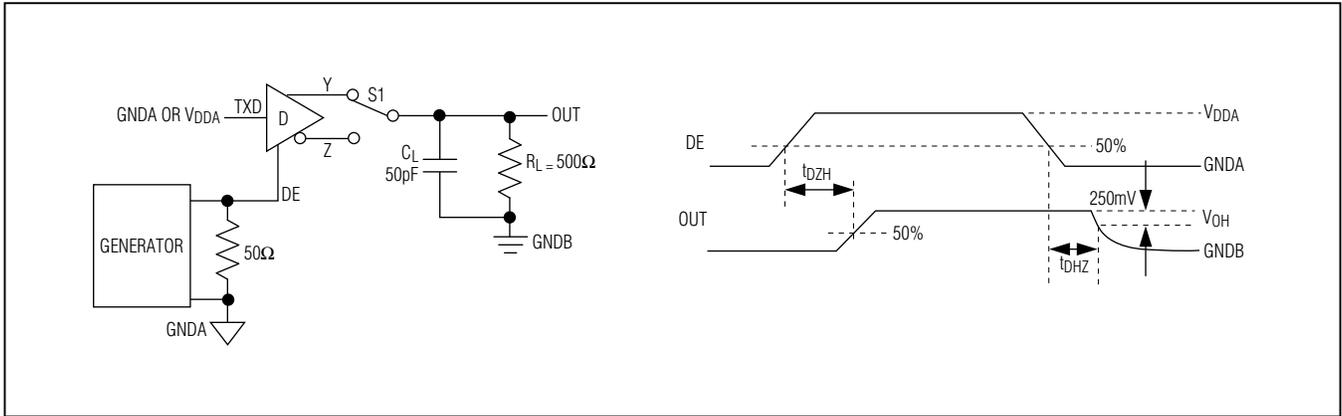 GNDA OR VDDA
TXD
D
Y
Z
S1
OUT
CL
50pF
RL = 500Ω
GNDB
DE
GENERATOR
50Ω
GNDA
DE
VDDA
50%
GNDA
tDZH
250mV
OUT
50%
VOH
GNDB
tDHZ